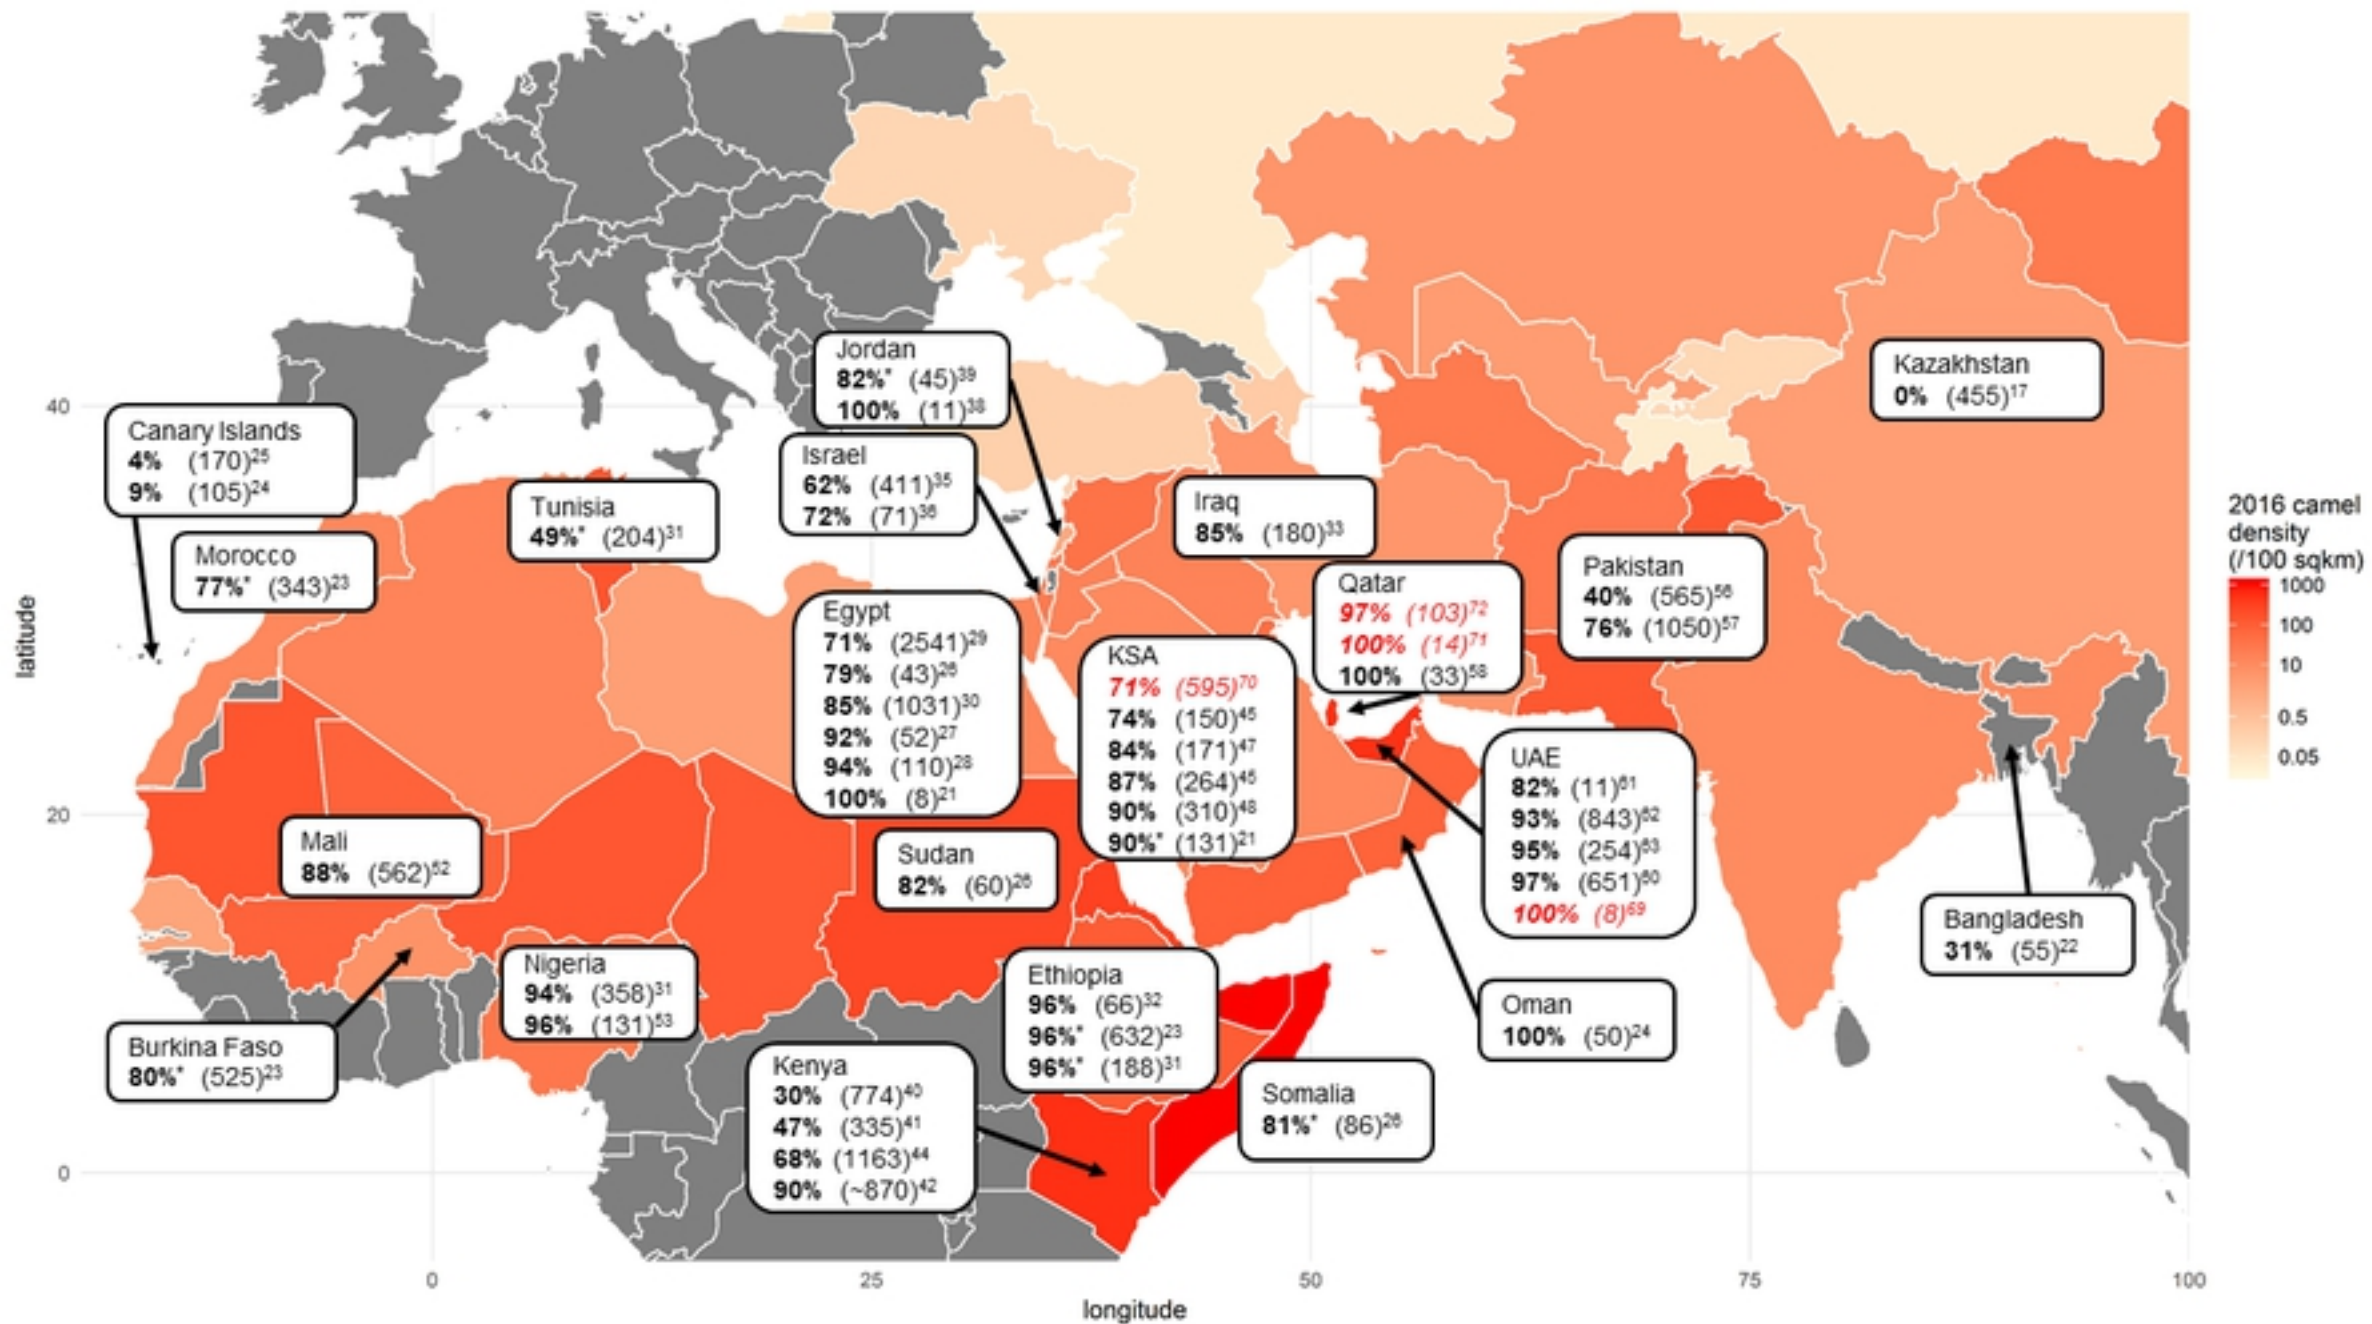 Jordan
82%* (45)39
100% (11)38
Kazakhstan
0% (455)17
40
Canary Islands
4% (170)25
9% (105)24
Israel
62% (411)35
72% (71)36
Tunisia
49%* (204)31
Iraq
85% (180)33
Morocco
77%* (343)23
Pakistan
40% (565)56
76% (1050)57
Qatar
97% (103)72
100% (14)71
100% (33)58
2016 camel
density
(/100 sqkm)
1000
100
10
0.5
0.05
latitude
Egypt
71% (2541)29
79% (43)26
85% (1031)30
92% (52)27
94% (110)28
100% (8)21
KSA
71% (595)70
74% (150)45
84% (171)47
87% (264)46
90% (310)48
90%* (131)21
UAE
82% (11)61
93% (843)62
95% (254)63
97% (651)60
100% (8)69
20
Mali
88% (562)52
Sudan
82% (60)26
Bangladesh
31% (55)22
Nigeria
94% (358)31
96% (131)53
Ethiopia
96% (66)32
96%* (632)23
96%* (188)31
Oman
100% (50)24
Burkina Faso
80%* (525)23
Kenya
30% (774)40
47% (335)41
68% (1163)44
90% (~870)42
Somalia
81%* (86)26
0
0
25
50
75
100
longitude